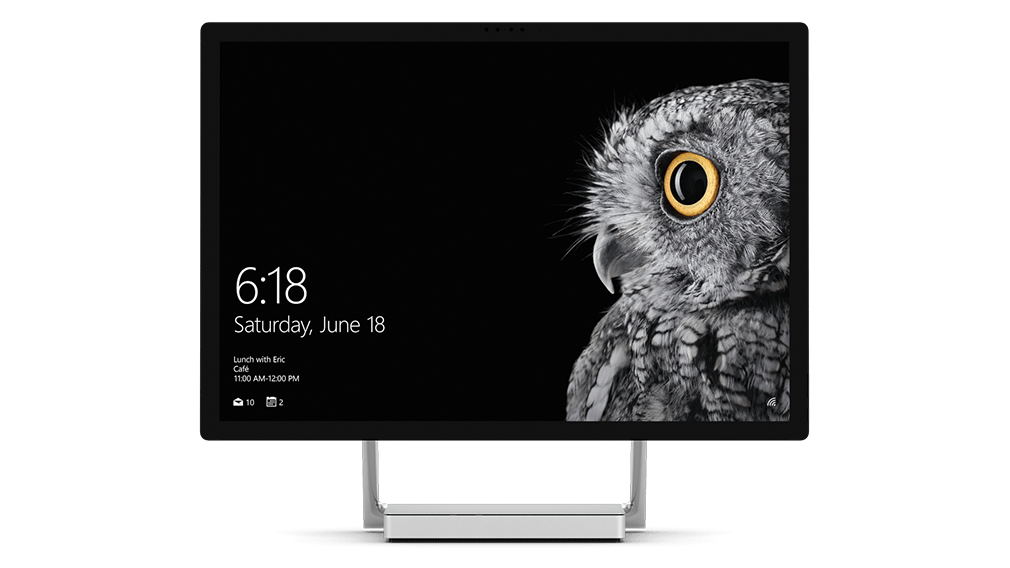 6:18
Saturday, June 18
Lunch with Eric
Café
11:00 AM-12:00 PM
10 2